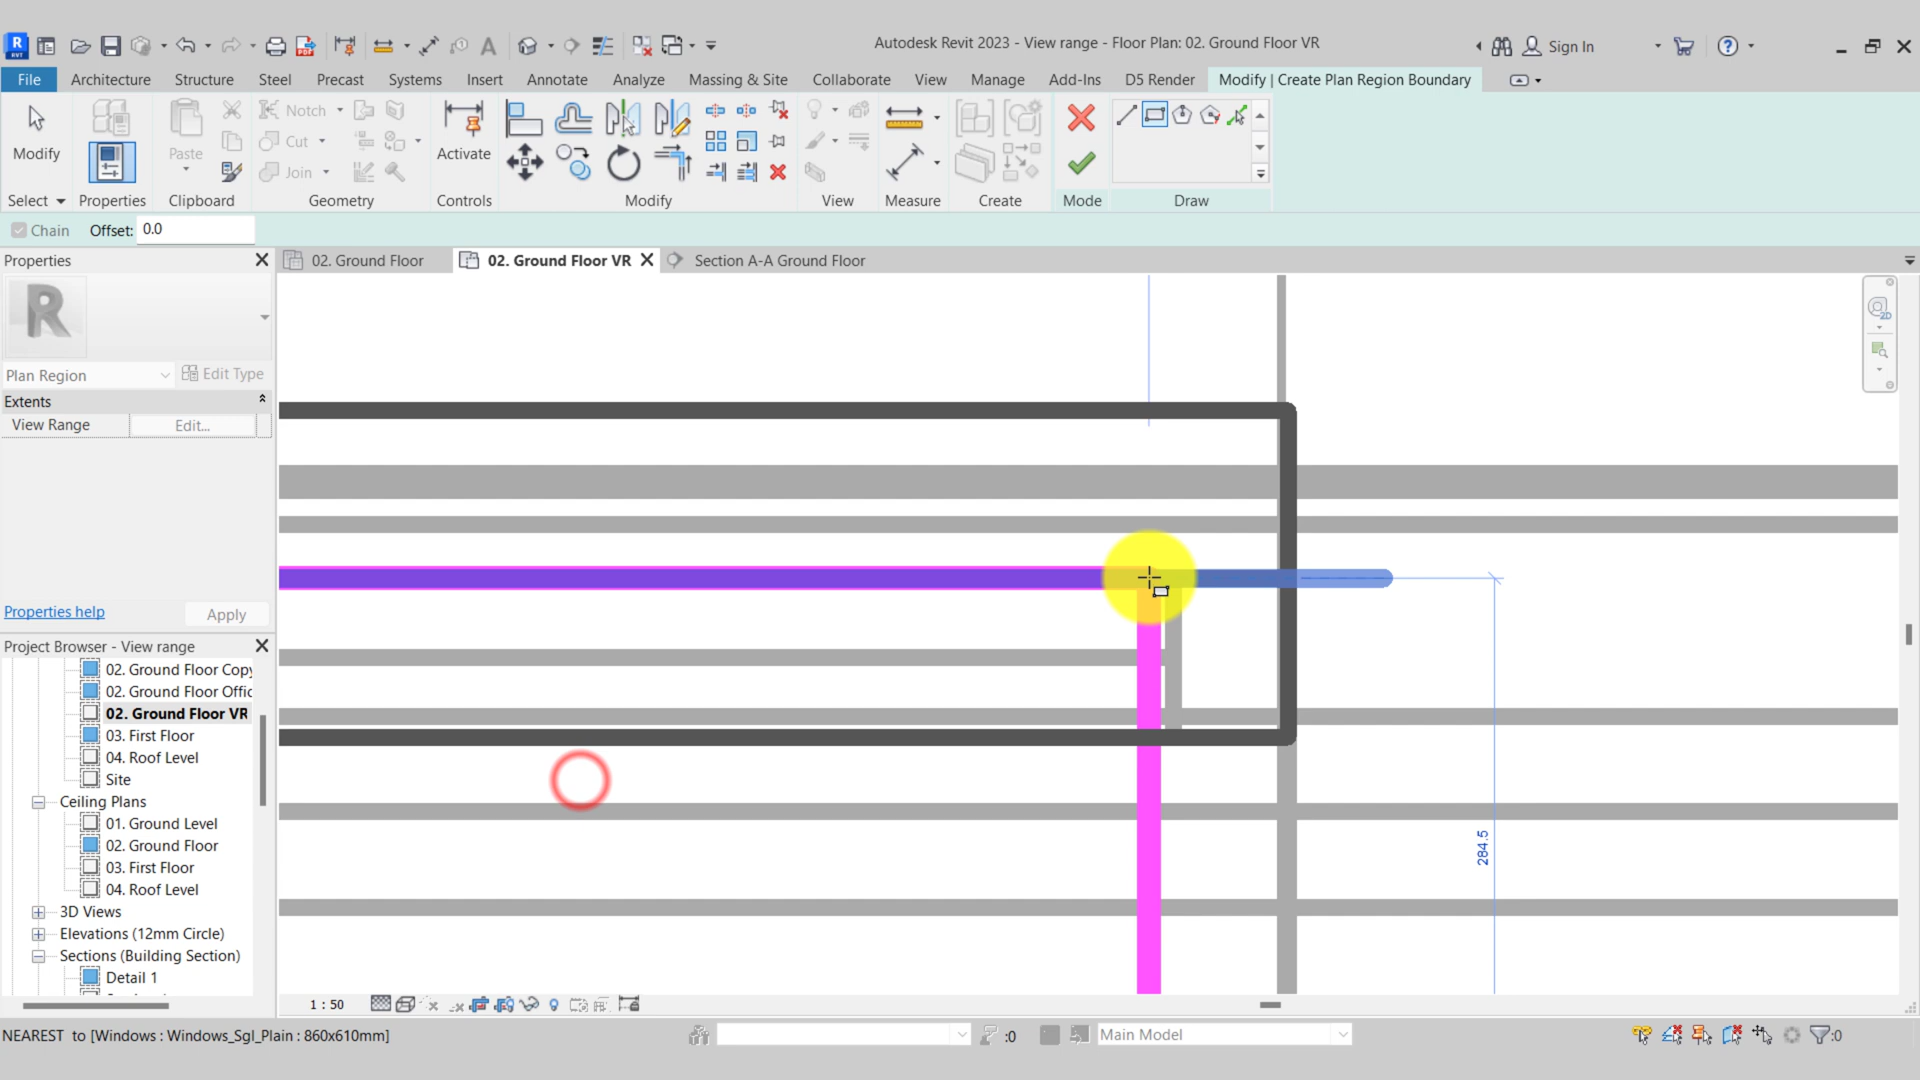 R
RVT
A
Autodesk Revit 2023 - View range - Floor Plan: 02. Ground Floor VR
Sign In
?
File
Architecture
Structure
Steel
Precast
Systems
Insert
Annotate
Analyze
Massing & Site
Collaborate
View
Manage
Add-Ins
D5 Render
Modify | Create Plan Region Boundary
Modify
Paste
Notch
Cut
Join
Activate
Select
Properties
Clipboard
Geometry
Controls
Modify
View
Measure
Create
Mode
Draw
Chain
Offset:
0.0
Properties
02. Ground Floor
02. Ground Floor VR
Section A-A Ground Floor
R
2D
Plan Region
Edit Type
Extents
View Range
Edit...
Properties help
Apply
Project Browser - View range
02. Ground Floor Copy
02. Ground Floor Offic
02. Ground Floor VR
03. First Floor
04. Roof Level
Site
Ceiling Plans
01. Ground Level
02. Ground Floor
03. First Floor
04. Roof Level
3D Views
Elevations (12mm Circle)
Sections (Building Section)
Detail 1
284.5
1 : 50
NEAREST to [Windows : Windows_Sgl_Plain : 860x610mm]
:0
Main Model
:0